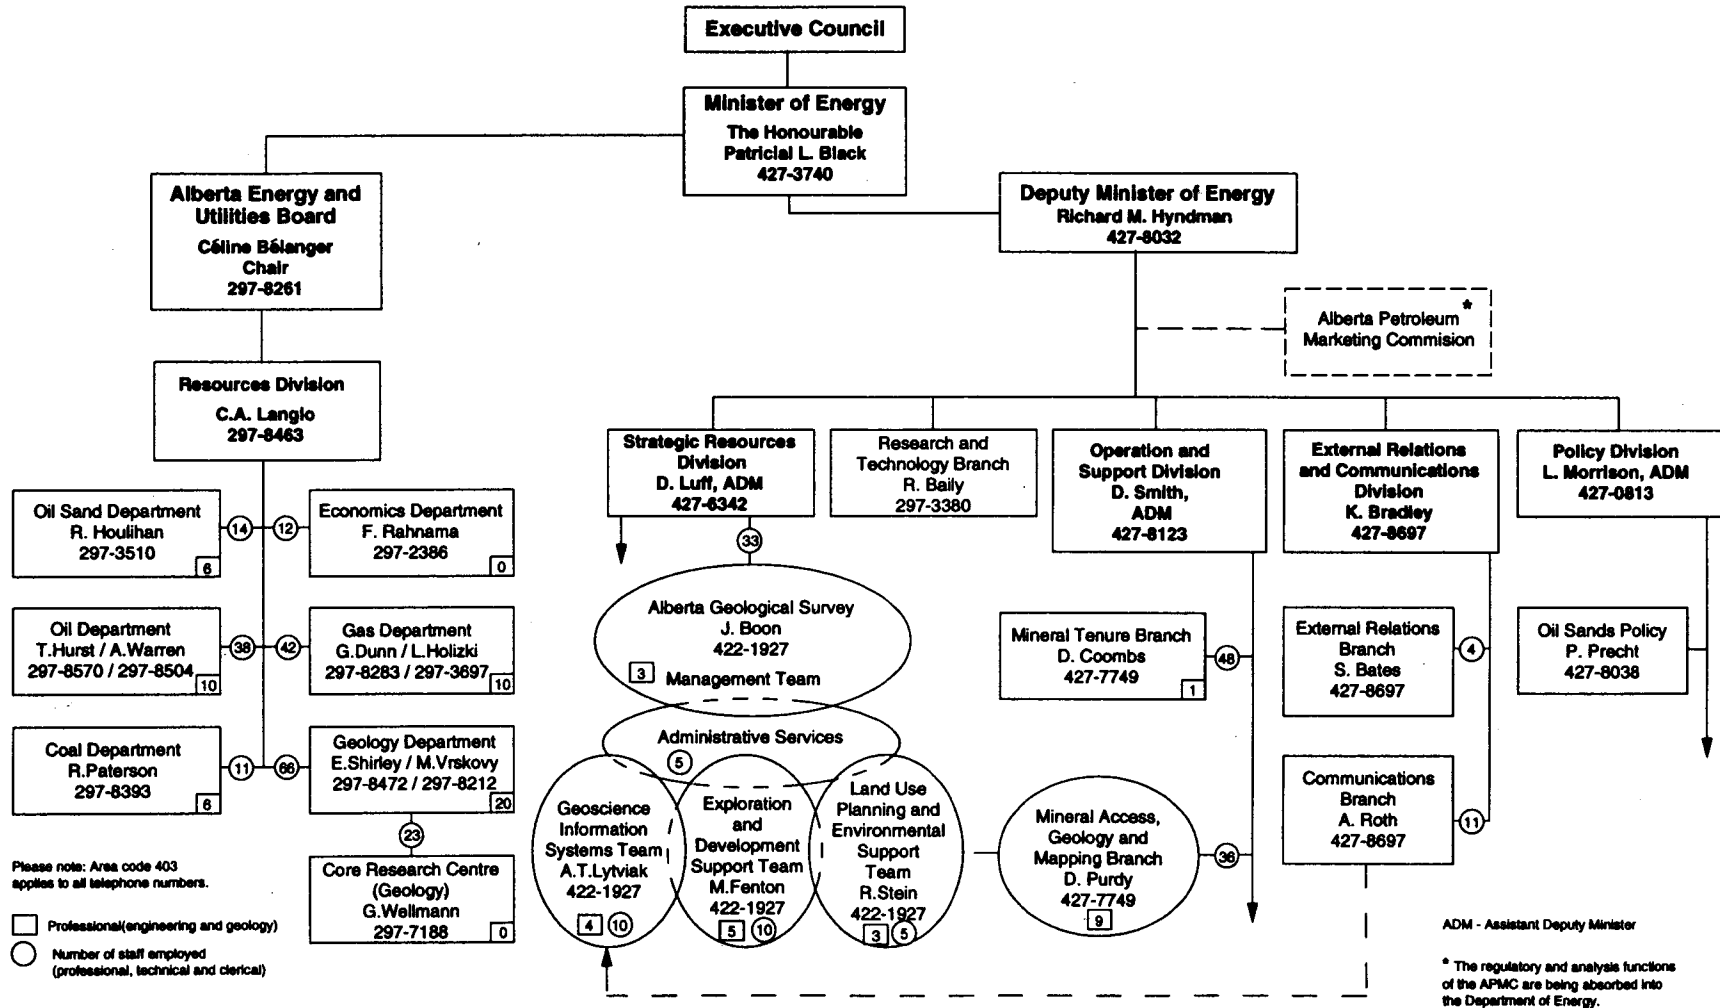 Executive Council
Minister of Energy
The Honourable
Patricial L. Black
427-3740
Alberta Energy and
Utilities Board
Céline Bélanger
Chair
297-8261
Deputy Minister of Energy
Richard M. Hyndman
427-8032
Alberta Petroleum *
Marketing Commision
Resources Division
C.A. Langlo
297-8463
Strategic Resources
Division
D. Luff, ADM
427-6342
Research and
Technology Branch
R. Baily
297-3380
Operation and
Support Division
D. Smith,
ADM
427-8123
External Relations
and Communications
Division
K. Bradley
427-8697
Policy Division
L. Morrison, ADM
427-0813
Oil Sand Department
R. Houlihan
297-3510
6
14
12
Economics Department
F. Rahnama
297-2386
0
Oil Department
T.Hurst / A.Warren
297-8570 / 297-8504
10
38
42
Gas Department
G.Dunn / L.Holizki
297-8283 / 297-3697
10
Coal Department
R.Paterson
297-8393
6
11
66
Geology Department
E.Shirley / M.Vrskovy
297-8472 / 297-8212
20
23
Core Research Centre
(Geology)
G.Wellmann
297-7188
0
33
Alberta Geological Survey
J. Boon
422-1927
3
Management Team
Administrative Services
5
Geoscience
Information
Systems Team
A.T.Lytviak
422-1927
4
10
Exploration
and
Development
Support Team
M.Fenton
422-1927
5
10
Land Use
Planning and
Environmental
Support
Team
R.Stein
422-1927
3
5
Mineral Tenure Branch
D. Coombs
427-7749
1
48
Mineral Access,
Geology and
Mapping Branch
D. Purdy
427-7749
9
36
External Relations
Branch
S. Bates
427-8697
4
Communications
Branch
A. Roth
427-8697
11
Oil Sands Policy
P. Precht
427-8038
Please note: Area code 403
applies to all telephone numbers.
Professional(engineering and geology)
Number of staff employed
(professional, technical and clerical)
ADM - Assistant Deputy Minister
* The regulatory and analysis functions
of the APMC are being absorbed into
the Department of Energy.